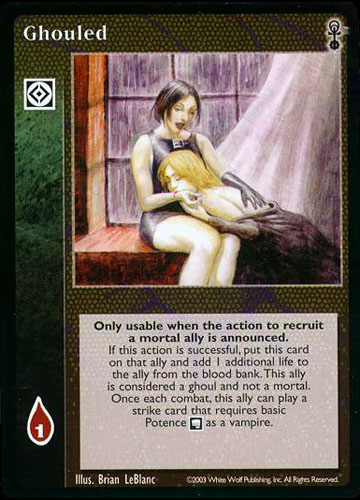 Ghouled
Only usable when the action to recruit
a mortal ally is announced.
If this action is successful, put this card
on that ally and add 1 additional life to
the ally from the blood bank. This ally
is considered a ghoul and not a mortal.
Once each combat, this ally can play a
strike card that requires basic
Potence as a vampire.
1
Illus. Brian LeBlanc
©2003 White Wolf Publishing, Inc. All Rights Reserved.